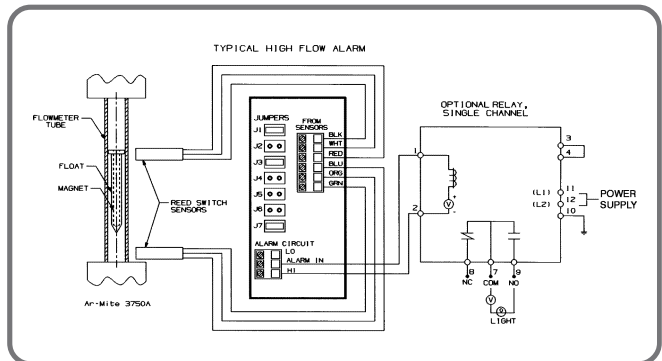 TYPICAL HIGH FLOW ALARM
FLOWMETER
TUBE
FLOAT
MAGNET
REED SWITCH
SENSORS
Ar-Mite 3750A
JUMPERS
J1
J2
J3
J4
J5
J6
J7
FROM
SENSORS
BLK
WHT
RED
BLU
ORG
GRN
ALARM CIRCUIT
LO
ALARM IN
HI
OPTIONAL RELAY,
SINGLE CHANNEL
1
2
+
V
-
3
4
(L1) 11
(L2) 12
10
POWER
SUPPLY
8 7 9
NC COM NO
V
LIGHT